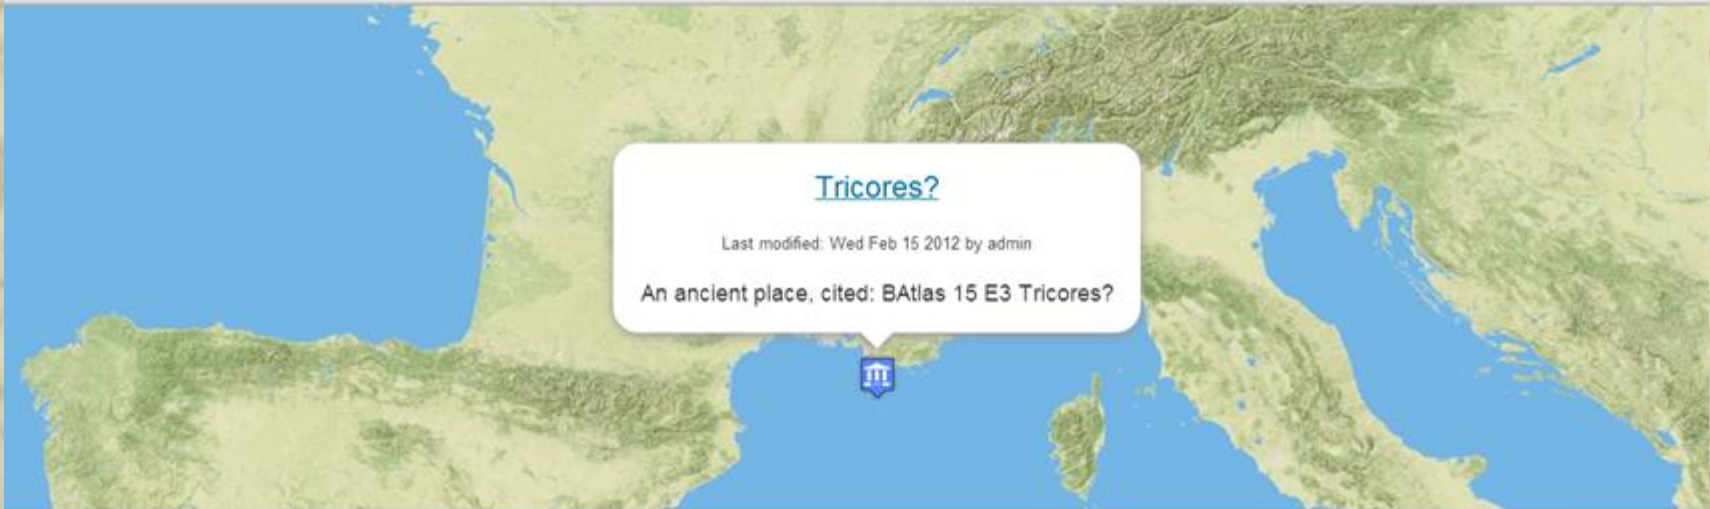 Tricores?
Last modified: Wed Feb 15 2012 by admin
An ancient place, cited: BAtlas 15 E3 Tricores?